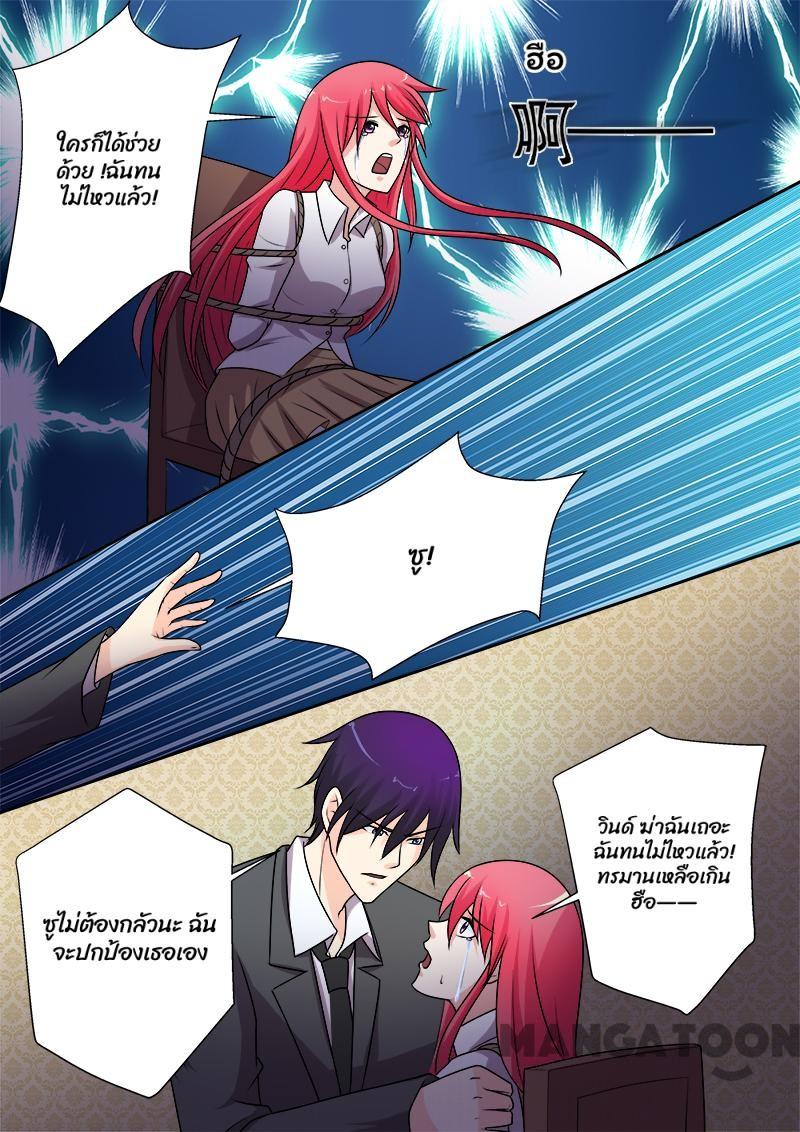 ฮือ
啊——
ใครก็ได้ช่วย
ด้วย !ฉันทน
ไม่ไหวแล้ว!
ซู!
วินด์ ฆ่าฉันเถอะ
ฉันทนไม่ไหวแล้ว!
ทรมานเหลือเกิน
ฮือ——
ซูไม่ต้องกลัวนะ ฉัน
จะปกป้องเธอเอง
MANGATOON